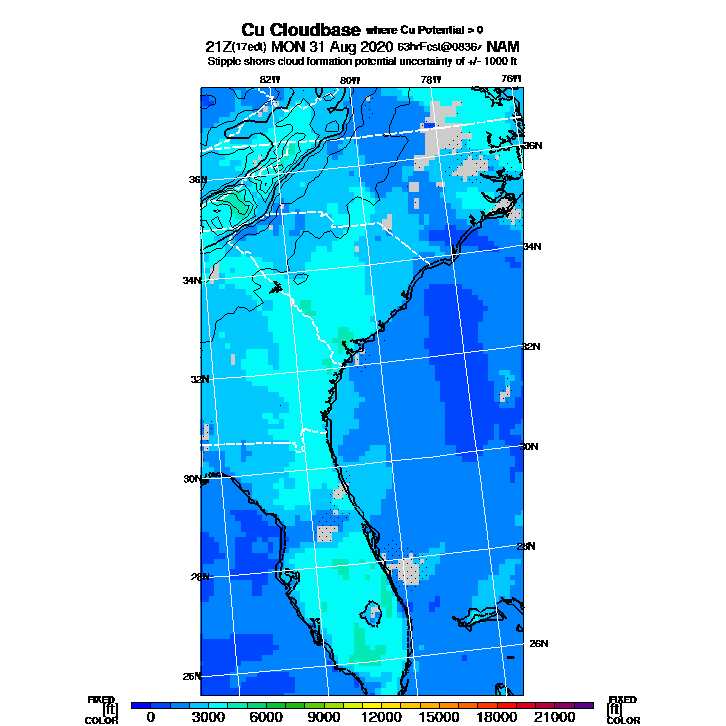 Cu Cloudbase where Cu Potential > 0
21Z(17edt) MON 31 Aug 2020 63hrFcst@0836z NAM
Stipple shows cloud formation potential uncertainty of +/- 1000 ft
82W 80W 78W 76W
36N
36N
34N
34N
32N
32N
30N
30N
28N
28N
26N
26N
FIXED FIXED
[ft] [ft]
COLOR COLOR
0 3000 6000 9000 12000 15000 18000 21000